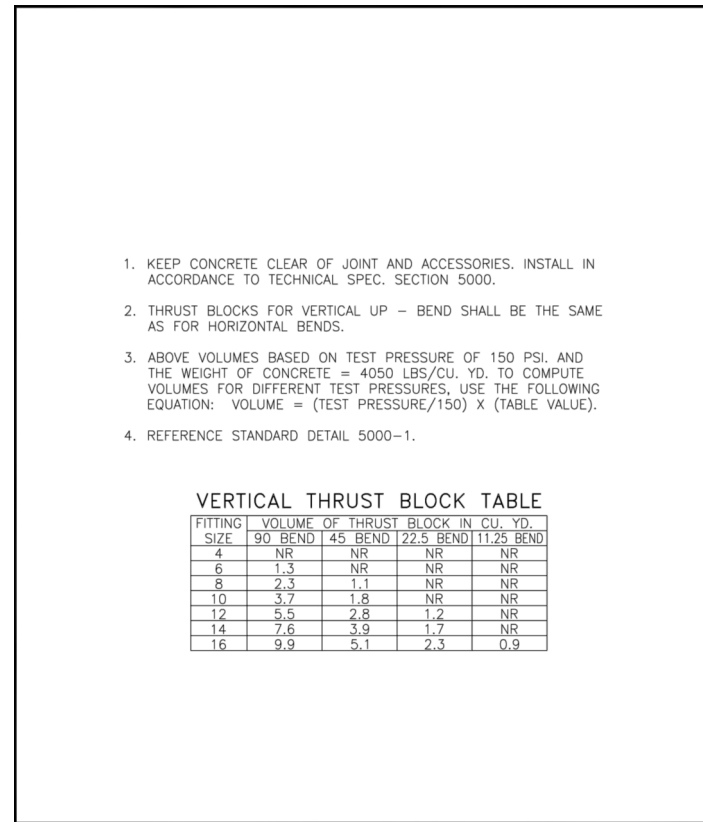 1. KEEP CONCRETE CLEAR OF JOINT AND ACCESSORIES. INSTALL IN
ACCORDANCE TO TECHNICAL SPEC. SECTION 5000.
2. THRUST BLOCKS FOR VERTICAL UP – BEND SHALL BE THE SAME
AS FOR HORIZONTAL BENDS.
3. ABOVE VOLUMES BASED ON TEST PRESSURE OF 150 PSI. AND
THE WEIGHT OF CONCRETE = 4050 LBS/CU. YD. TO COMPUTE
VOLUMES FOR DIFFERENT TEST PRESSURES, USE THE FOLLOWING
EQUATION: VOLUME = (TEST PRESSURE/150) X (TABLE VALUE).
4. REFERENCE STANDARD DETAIL 5000–1.
VERTICAL THRUST BLOCK TABLE
FITTING VOLUME OF THRUST BLOCK IN CU. YD.
SIZE 90 BEND 45 BEND 22.5 BEND 11.25 BEND
4 NR NR NR NR
6 1.3 NR NR NR
8 2.3 1.1 NR NR
10 3.7 1.8 NR NR
12 5.5 2.8 1.2 NR
14 7.6 3.9 1.7 NR
16 9.9 5.1 2.3 0.9